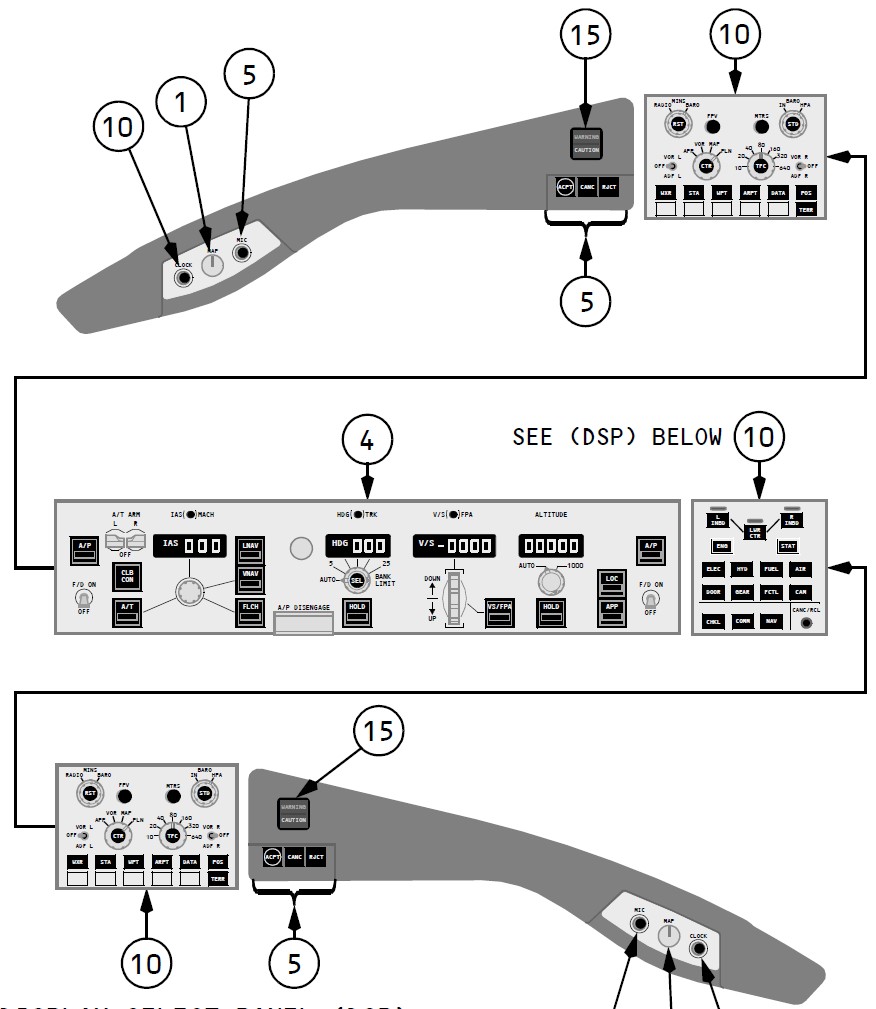 15
10
5
1
10
CLOCK
MAP
MIC
WARNING
CAUTION
ACPT CANC RJCT
5
MINS
RADIO BARO
RST
FPV
MTRS
BARO
IN HPA
STD
VOR MAP
APP PLN
CTR
80
40 160
20 320
10 640
TFC
VOR L
OFF
ADF L
VOR R
OFF
ADF R
WXR STA WPT ARPT DATA POS
TERR
4
SEE (DSP) BELOW 10
A/T ARM
L R
OFF
A/P
F/D ON
OFF
CLB
CON
A/T
IAS MACH
IAS 000
LNAV
VNAV
FLCH
A/P DISENGAGE
HDG TRK
HDG 000
5 25
AUTO
SEL
BANK
LIMIT
HOLD
V/S FPA
V/S -0000
DOWN
UP
VS/FPA
ALTITUDE
00000
AUTO 1000
HOLD
LOC
APP
A/P
F/D ON
OFF
L
INBD
LWR
CTR
R
INBD
ENG STAT
ELEC HYD FUEL AIR
DOOR GEAR FCTL CAM
CHKL COMM NAV
CANC/RCL
15
MINS
RADIO BARO
RST
FPV
MTRS
BARO
IN HPA
STD
VOR MAP
APP PLN
CTR
80
40 160
20 320
10 640
TFC
VOR L
OFF
ADF L
VOR R
OFF
ADF R
WXR STA WPT ARPT DATA POS
TERR
WARNING
CAUTION
ACPT CANC RJCT
10
5
MIC
MAP
CLOCK